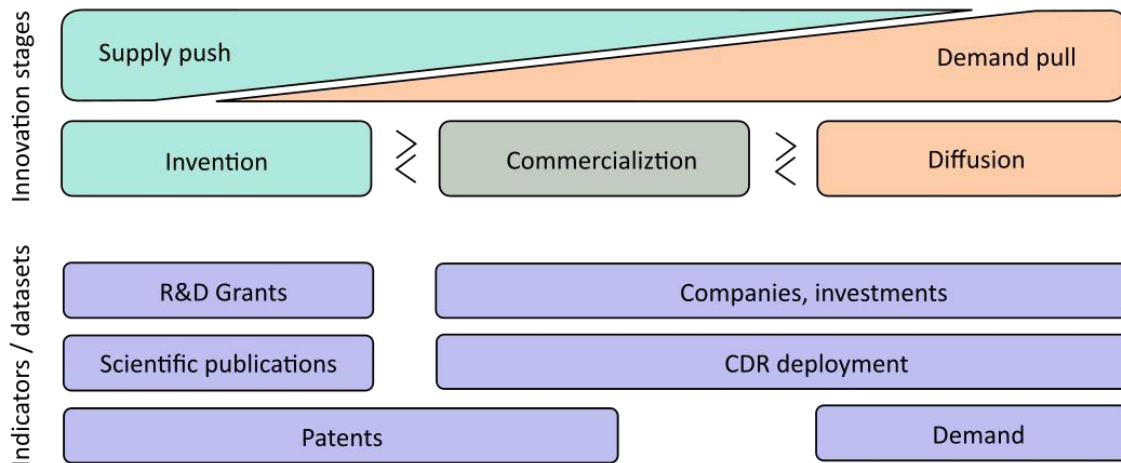 Innovation stages
Supply push
Demand pull
Invention
Commercializtion
Diffusion
Indicators / datasets
R&D Grants
Companies, investments
Scientific publications
CDR deployment
Patents
Demand